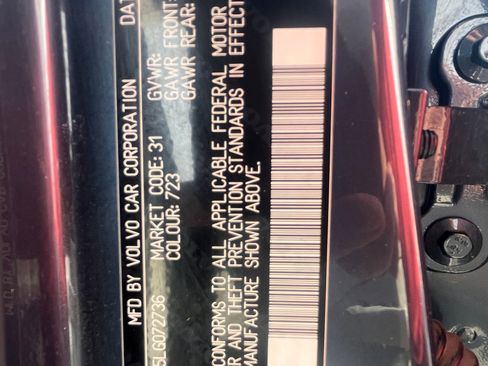 MFD BY VOLVO CAR CORPORATION DAT
5LG072736 MARKET CODE: 31 GVWR:
COLOUR: 723 GAWR FRONT:
GAWR REAR:
CONFORMS TO ALL APPLICABLE FEDERAL MOTOR
R AND THEFT PREVENTION STANDARDS IN EFFECT
MANUFACTURE SHOWN ABOVE.